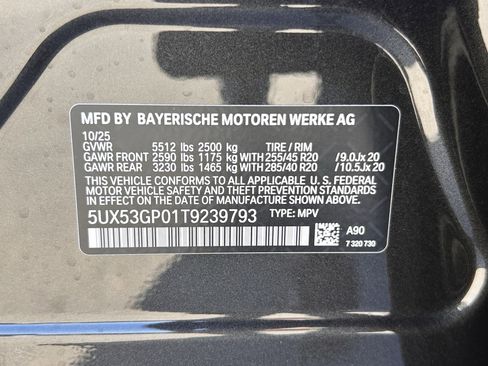 MFD BY BAYERISCHE MOTOREN WERKE AG
10/25
GVWR 5512 lbs 2500 kg TIRE / RIM
GAWR FRONT 2590 lbs 1175 kg WITH 255/45 R20 /9.0Jx20
GAWR REAR 3230 lbs 1465 kg WITH 285/40 R20 /10.5Jx20
THIS VEHICLE CONFORMS TO ALL APPLICABLE U. S. FEDERAL
MOTOR VEHICLE SAFETY AND THEFT PREVENTION STANDARDS
IN EFFECT ON THE DATE OF MANUFACTURE SHOWN ABOVE.
5UX53GP01T9239793 TYPE: MPV
A90
7 320 730